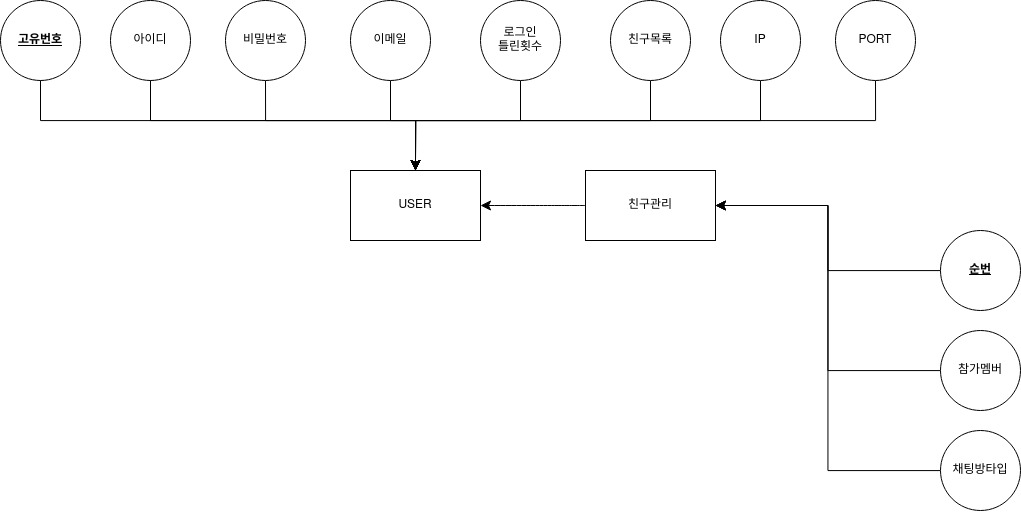 고유번호
아이디
비밀번호
이메일
로그인
틀린횟수
친구목록
IP
PORT
USER
친구관리
순번
참가멤버
채팅방타입